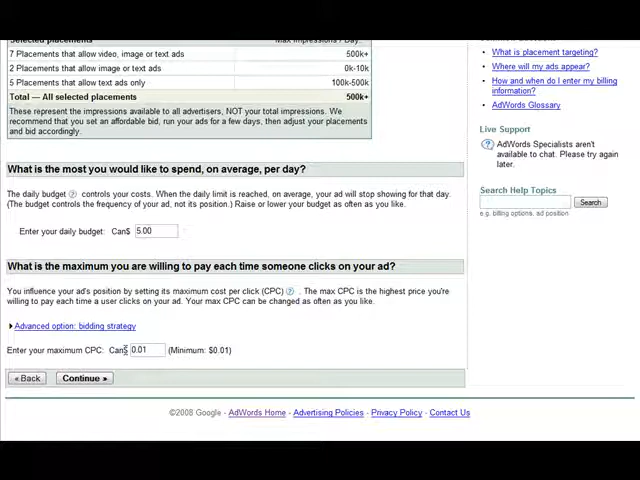 Selected placements Max Impressions / Day:
7 Placements that allow video, image or text ads 500k+
2 Placements that allow image or text ads 0k-10k
5 Placements that allow text ads only 100k-500k
Total — All selected placements 500k+
These represent the impressions available to all advertisers, NOT your total impressions. We
recommend that you set an affordable bid, run your ads for a few days, then adjust your placements
and bid accordingly.
What is the most you would like to spend, on average, per day?
The daily budget ? controls your costs. When the daily limit is reached, on average, your ad will stop showing for that day.
(The budget controls the frequency of your ad, not its position.) Raise or lower your budget as often as you like.
Enter your daily budget: Can$ 5.00
What is the maximum you are willing to pay each time someone clicks on your ad?
You influence your ad's position by setting its maximum cost per click (CPC) ? . The max CPC is the highest price you're
willing to pay each time a user clicks on your ad. Your max CPC can be changed as often as you like.
Advanced option: bidding strategy
Enter your maximum CPC: Can$ 0.01 (Minimum: $0.01)
« Back Continue »
What is placement targeting?
Where will my ads appear?
How and when do I enter my billing
information?
AdWords Glossary
Live Support
? AdWords Specialists aren't
available to chat. Please try again
later.
Search Help Topics
Search
e.g. billing options, ad position
©2008 Google - AdWords Home - Advertising Policies - Privacy Policy - Contact Us